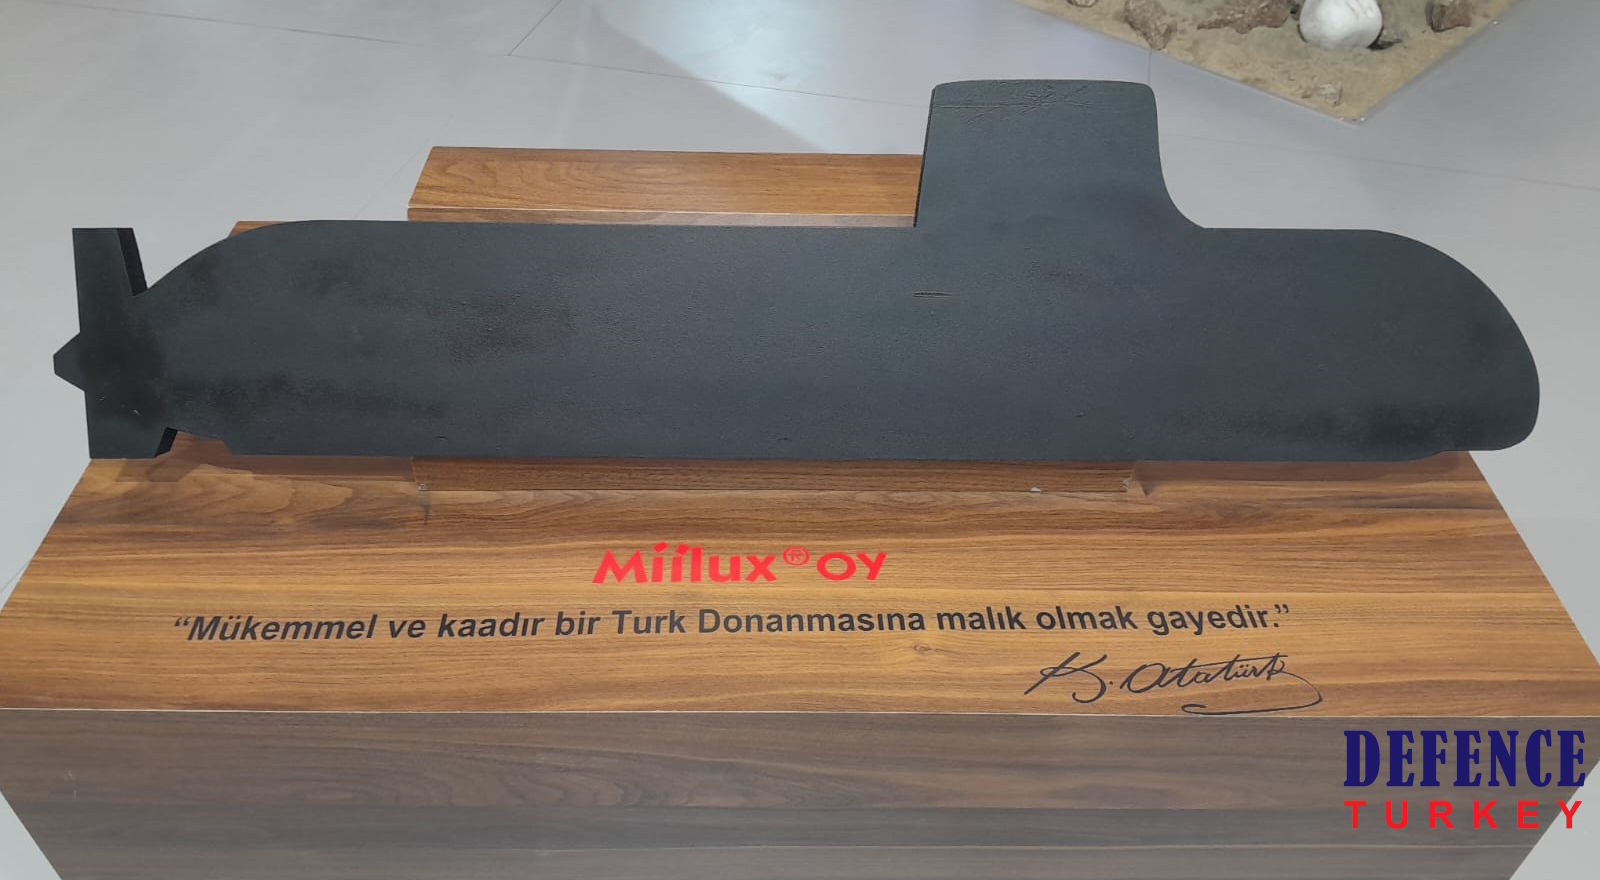 Miilux® OY
“Mükemmel ve kaadır bir Turk Donanmasına malık olmak gayedir.”
K. Atatürk
DEFENCE
TURKEY